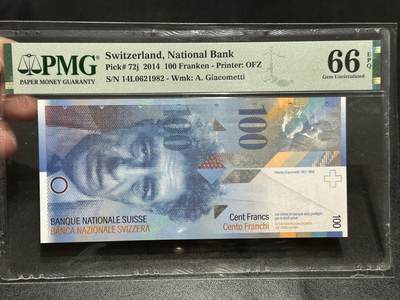 PMG
PAPER MONEY GUARANTY
Switzerland, National Bank
Pick# 72j 2014 100 Franken - Printer: OFZ
S/N 14L0621982 - Wmk: A. Giacometti
66 EPQ
Gem Uncirculated
100
100
BANQUE NATIONALE SUISSE
BANCA NAZIONALE SVIZZERA
Cent Francs
Cento Franchi
100